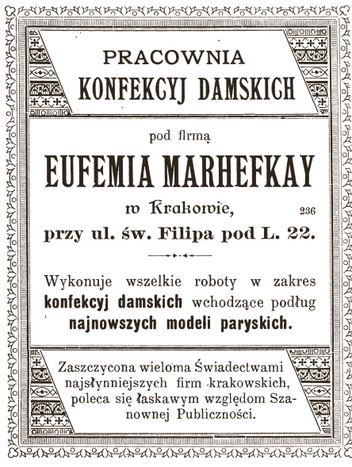 PRACOWNIA
KONFEKCYJ DAMSKICH
pod firmą
EUFEMIA MARHEFKAY
w Krakowie,
236
przy ul. św. Filipa pod L. 22.
Wykonuje wszelkie roboty w zakres
konfekcyj damskich wchodzące podług
najnowszych modeli paryskich.
Zaszczycona wieloma Świadectwami
najsłynniejszych firm krakowskich,
poleca się łaskawym względom Sza-
nownej Publiczności.